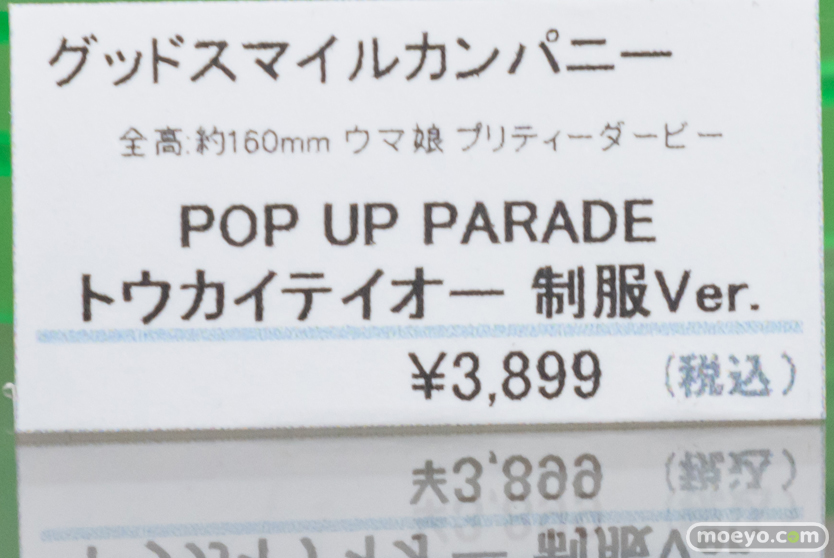 グッドスマイルカンパニー
全高:約160mm ウマ娘 プリティーダービー
POP UP PARADE
トウカイテイオー 制服Ver.
¥3,899 (税込)
moeyo.com